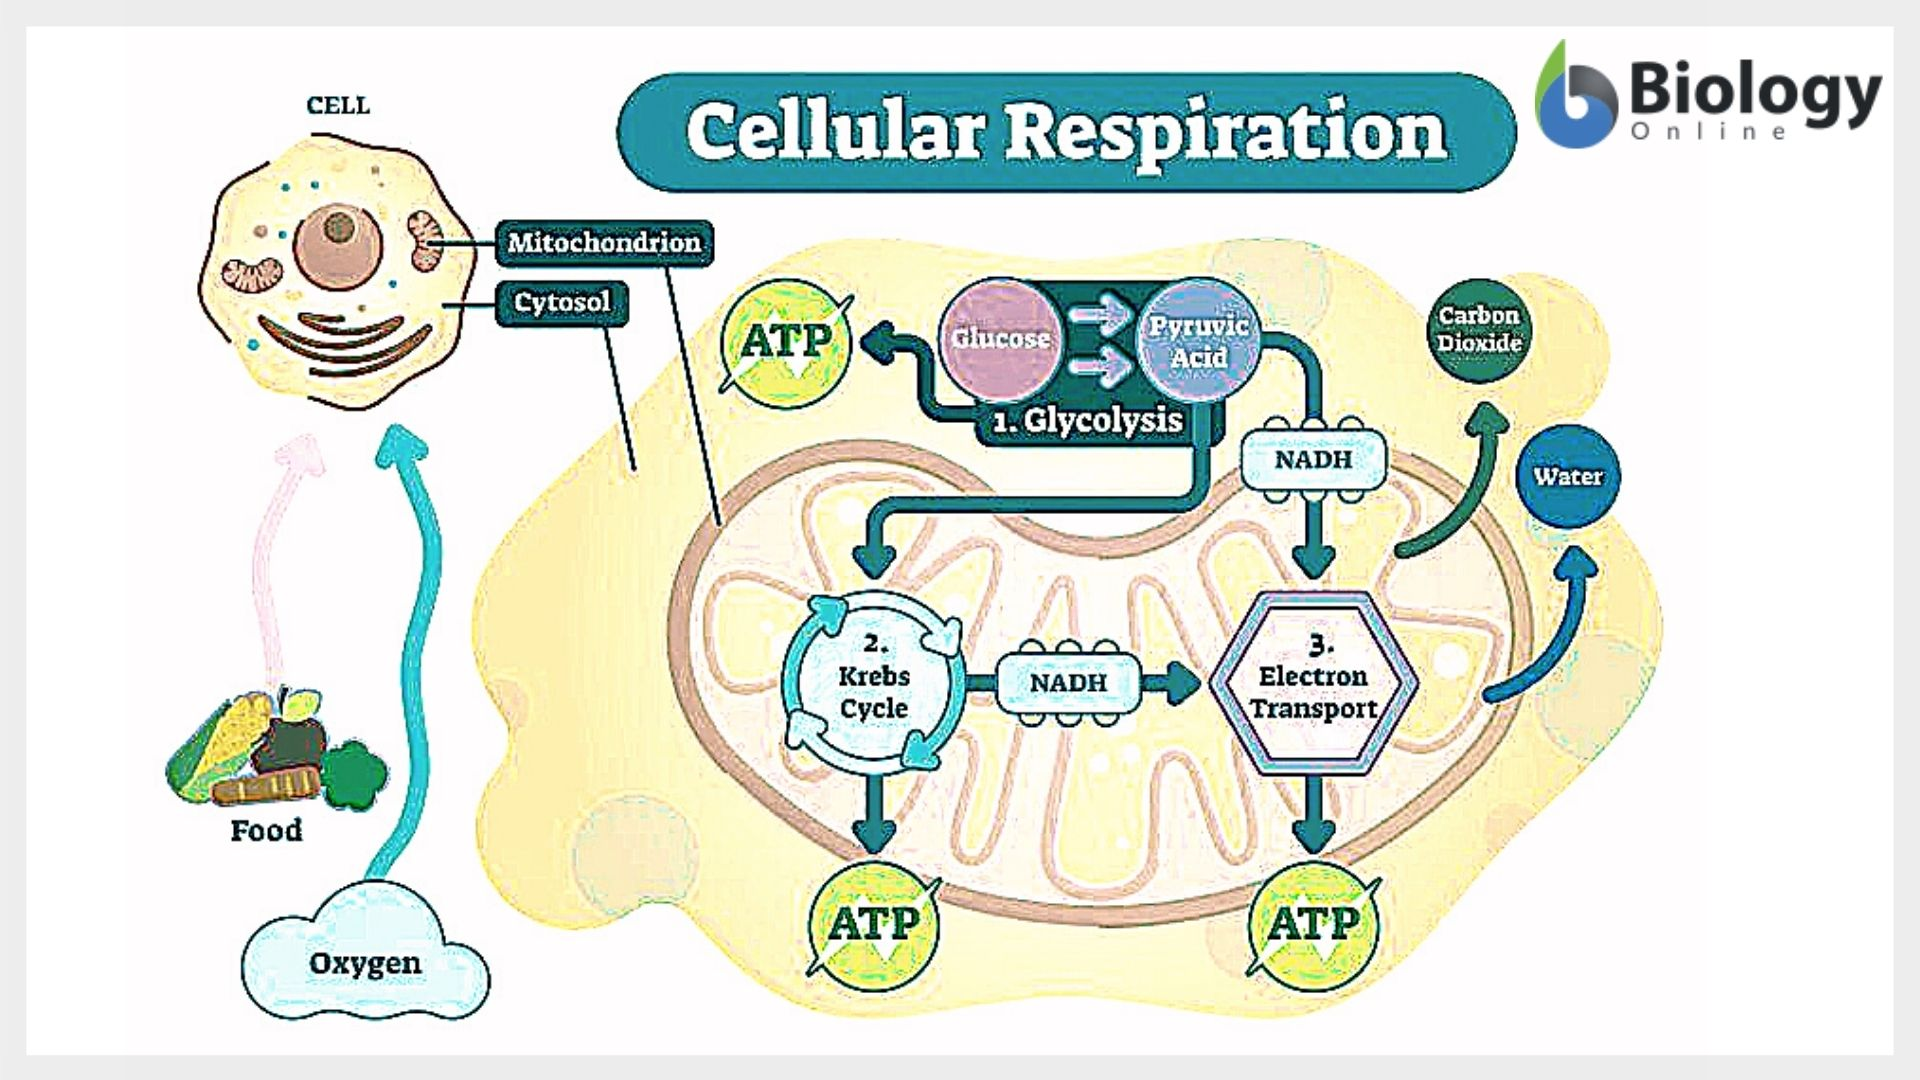 Cellular Respiration
Biology
Online
CELL
Mitochondrion
Cytosol
ATP
Glucose
Pyruvic
Acid
1. Glycolysis
Carbon
Dioxide
NADH
Water
2.
Krebs
Cycle
NADH
3.
Electron
Transport
ATP
ATP
Food
Oxygen